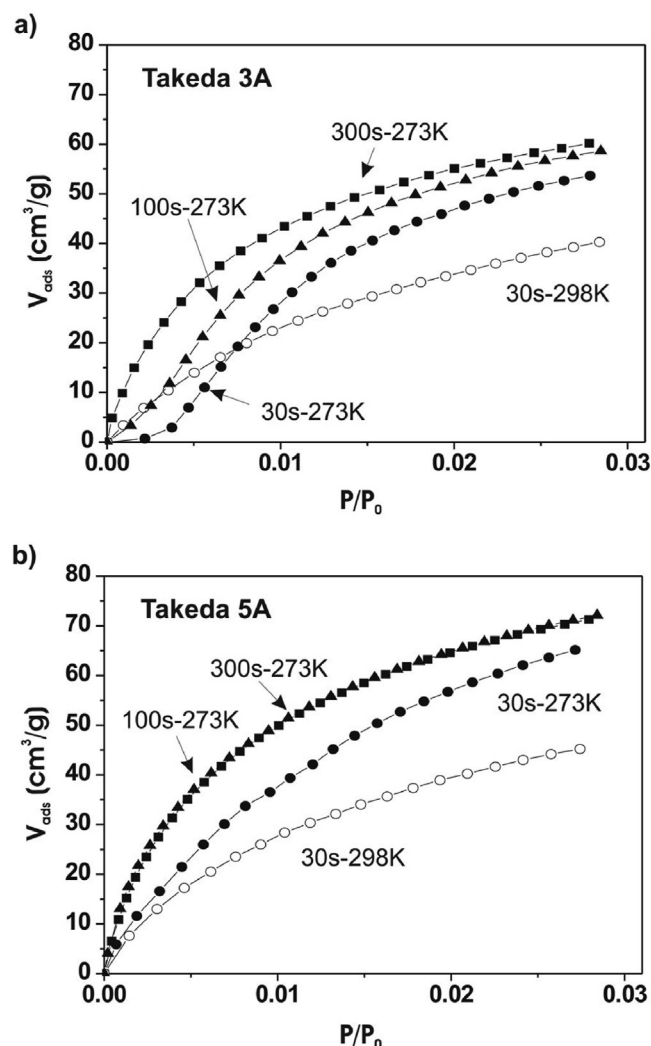 a)
80
70
60
50
40
30
20
10
0
V_ads (cm³/g)
Takeda 3A
300s-273K
100s-273K
30s-298K
30s-273K
0.00
0.01
0.02
0.03
P/P₀
b)
80
70
60
50
40
30
20
10
0
V_ads (cm³/g)
Takeda 5A
300s-273K
100s-273K
30s-273K
30s-298K
0.00
0.01
0.02
0.03
P/P₀